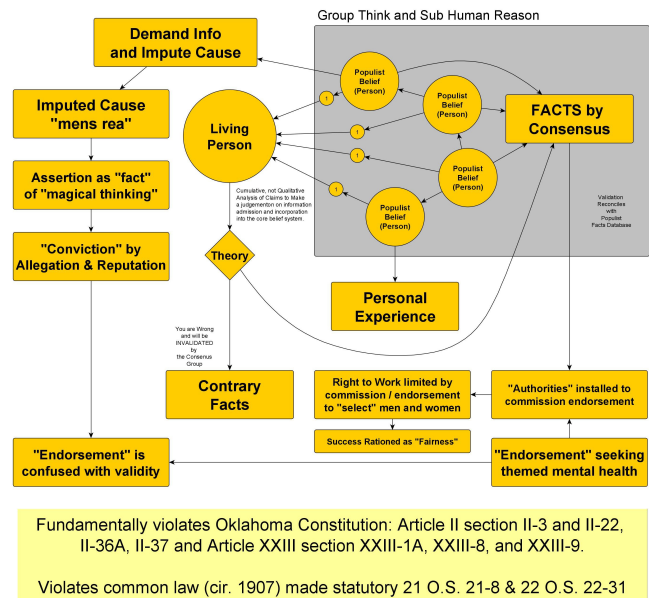 Group Think and Sub Human Reason
Demand Info
and Impute Cause
Populist
Belief
(Person)
Imputed Cause
"mens rea"
1
Populist
Belief
(Person)
FACTS by
Consensus
Living
Person
1
1
Assertion as "fact"
of "magical thinking"
Populist
Belief
(Person)
1
Cumulative, not Qualitative
Analysis of Claims to Make
a judgementon on information
admission and incorporation
into the core belief system.
Populist
Belief
(Person)
Validation
Reconciles
with
Populist
Facts Database
"Conviction" by
Allegation & Reputation
Theory
Personal
Experience
You are Wrong
and will be
INVALIDATED
by
the Consenus
Group
Contrary
Facts
Right to Work limited by
commission / endorsement
to "select" men and women
"Authorities" installed to
commission endorsement
Success Rationed as "Fairness"
"Endorsement" is
confused with validity
"Endorsement" seeking
themed mental health
Fundamentally violates Oklahoma Constitution: Article II section II-3 and II-22,
II-36A, II-37 and Article XXIII section XXIII-1A, XXIII-8, and XXIII-9.
Violates common law (cir. 1907) made statutory 21 O.S. 21-8 & 22 O.S. 22-31